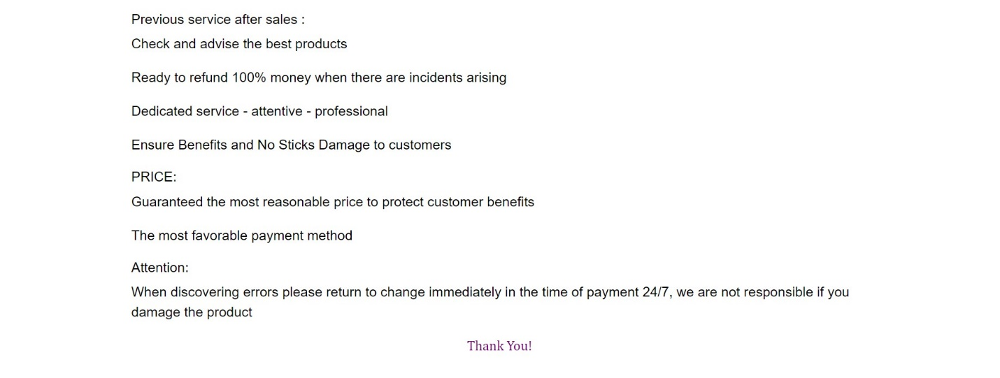 Previous service after sales :
Check and advise the best products
Ready to refund 100% money when there are incidents arising
Dedicated service - attentive - professional
Ensure Benefits and No Sticks Damage to customers
PRICE:
Guaranteed the most reasonable price to protect customer benefits
The most favorable payment method
Attention:
When discovering errors please return to change immediately in the time of payment 24/7, we are not responsible if you
damage the product
Thank You!